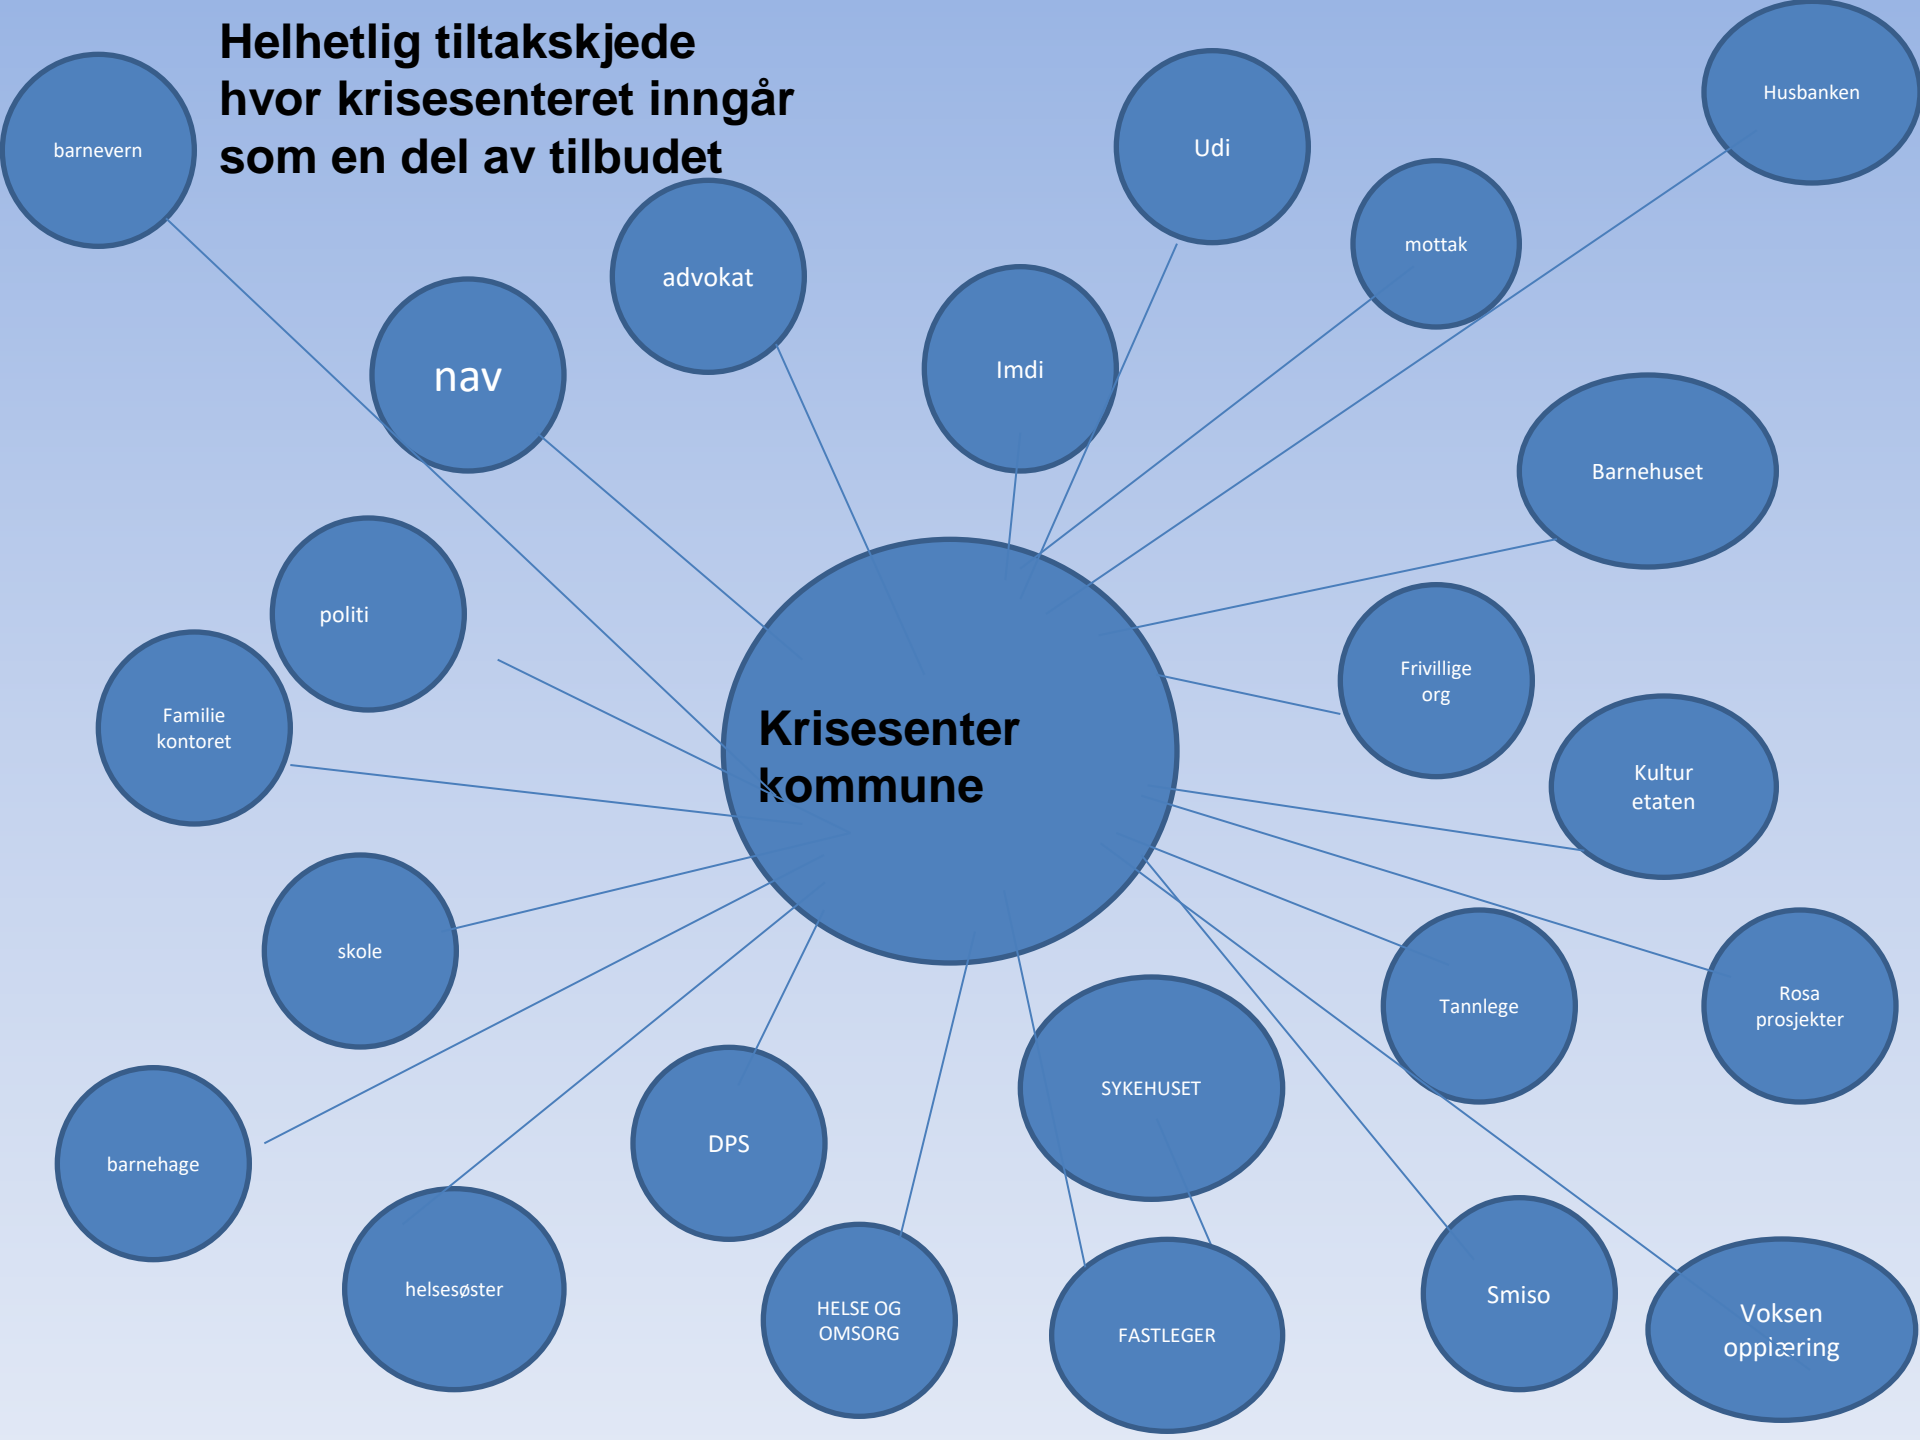 Helhetlig tiltakskjede
hvor krisesenteret inngår
som en del av tilbudet
barnevern
Husbanken
Udi
mottak
advokat
Imdi
nav
Barnehuset
politi
Frivillige
org
Familie
kontoret
Krisesenter
kommune
Kultur
etaten
skole
Tannlege
Rosa
prosjekter
SYKEHUSET
DPS
barnehage
helsesøster
HELSE OG
OMSORG
FASTLEGER
Smiso
Voksen
opplæring